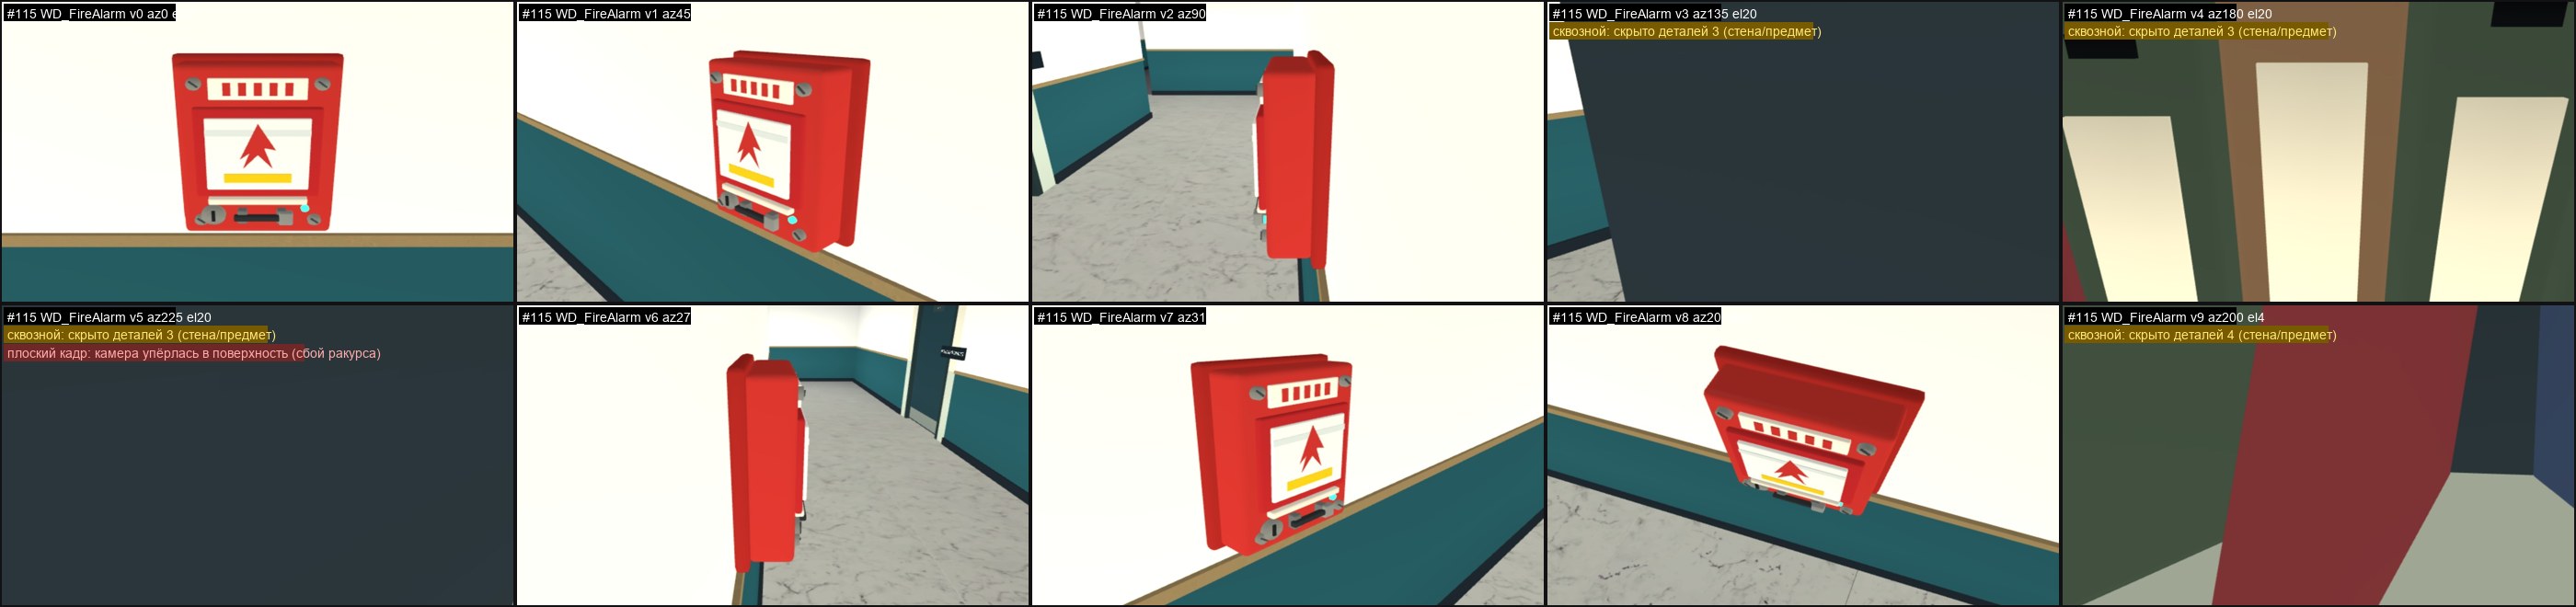 #115 WD_FireAlarm v0 az0 e
#115 WD_FireAlarm v1 az45
#115 WD_FireAlarm v2 az90
#115 WD_FireAlarm v3 az135 el20
сквозной: скрыто деталей 3 (стена/предмет)
#115 WD_FireAlarm v4 az180 el20
сквозной: скрыто деталей 3 (стена/предмет)
#115 WD_FireAlarm v5 az225 el20
сквозной: скрыто деталей 3 (стена/предмет)
плоский кадр: камера упёрлась в поверхность (сбой ракурса)
#115 WD_FireAlarm v6 az27
#115 WD_FireAlarm v7 az31
#115 WD_FireAlarm v8 az20
#115 WD_FireAlarm v9 az200 el4
сквозной: скрыто деталей 4 (стена/предмет)